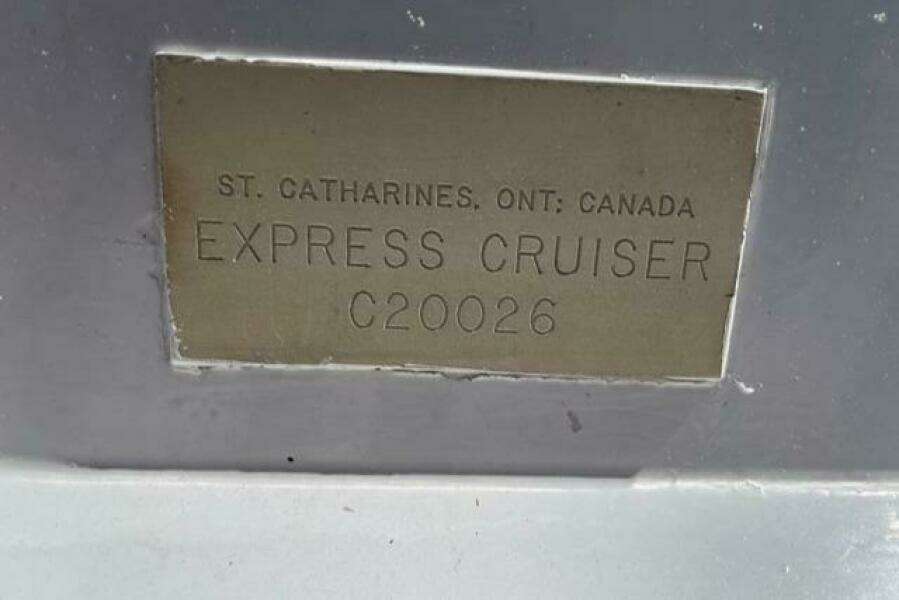 ST. CATHARINES, ONT: CANADA
EXPRESS CRUISER
C20026